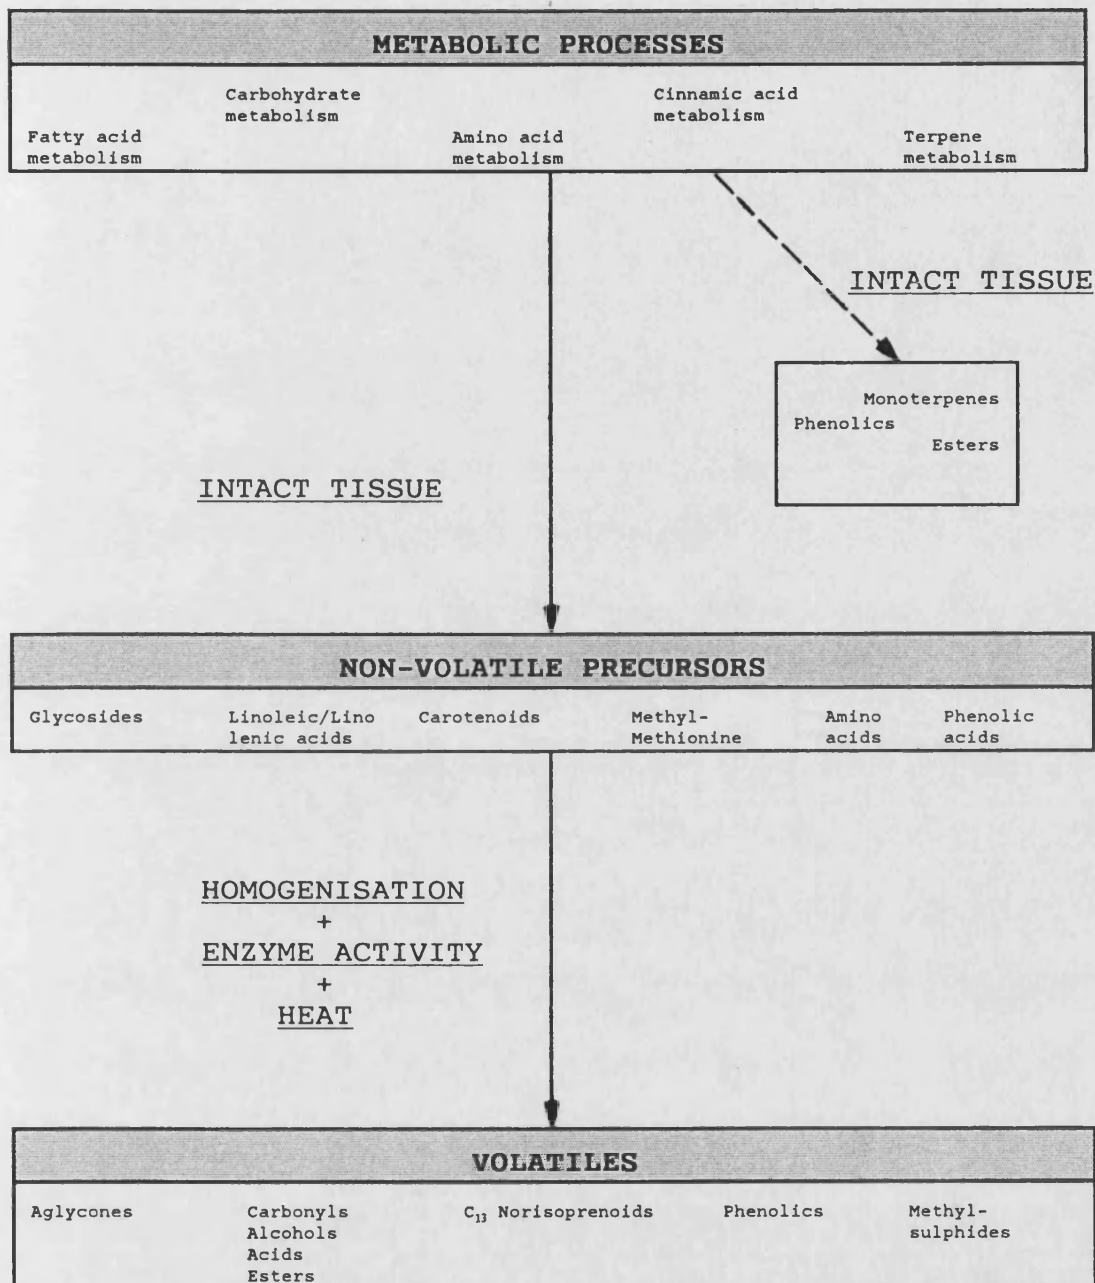 METABOLIC PROCESSES
Carbohydrate
metabolism
Cinnamic acid
metabolism
Fatty acid
metabolism
Amino acid
metabolism
Terpene
metabolism
INTACT TISSUE
Monoterpenes
Phenolics
Esters
INTACT TISSUE
NON-VOLATILE PRECURSORS
Glycosides
Linoleic/Lino
lenic acids
Carotenoids
Methyl-
Methionine
Amino
acids
Phenolic
acids
HOMOGENISATION
+
ENZYME ACTIVITY
+
HEAT
VOLATILES
Aglycones
Carbonyls
Alcohols
Acids
Esters
C₁₃ Norisoprenoids
Phenolics
Methyl-
sulphides